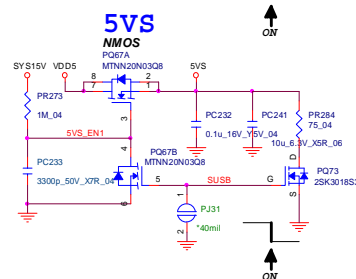 5VS
ON
NMOS
SYS15V
VDD5
PQ67A
MTNN20N03Q8
5VS
8
7
2
1
3
PR273
1M_04
5VS_EN1
PC232
0.1u_16V_Y5V_04
PC241
10u_6.3V_X5R_06
PR284
75_04
PC233
3300p_50V_X7R_04
4
PQ67B
MTNN20N03Q8
5
6
SUSB
D
G
S
PQ73
2SK3018S3
1
PJ31
*40mil
2
ON